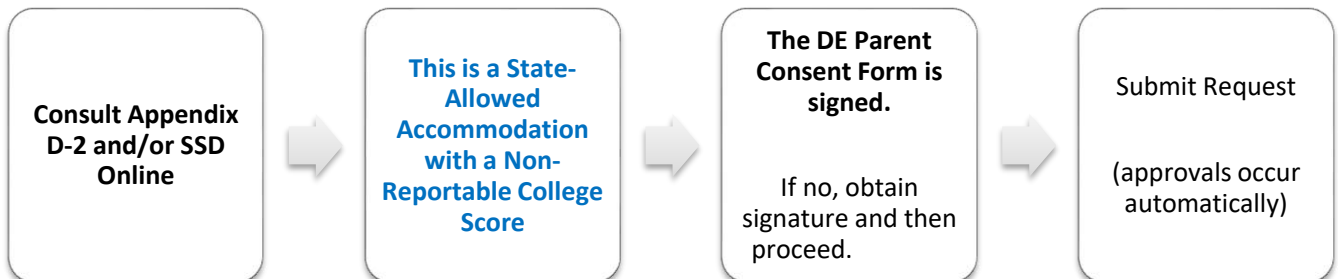 Consult Appendix
D-2 and/or SSD
Online
This is a State-
Allowed
Accommodation
with a Non-
Reportable College
Score
The DE Parent
Consent Form is
signed.
If no, obtain
signature and then
proceed.
Submit Request
(approvals occur
automatically)